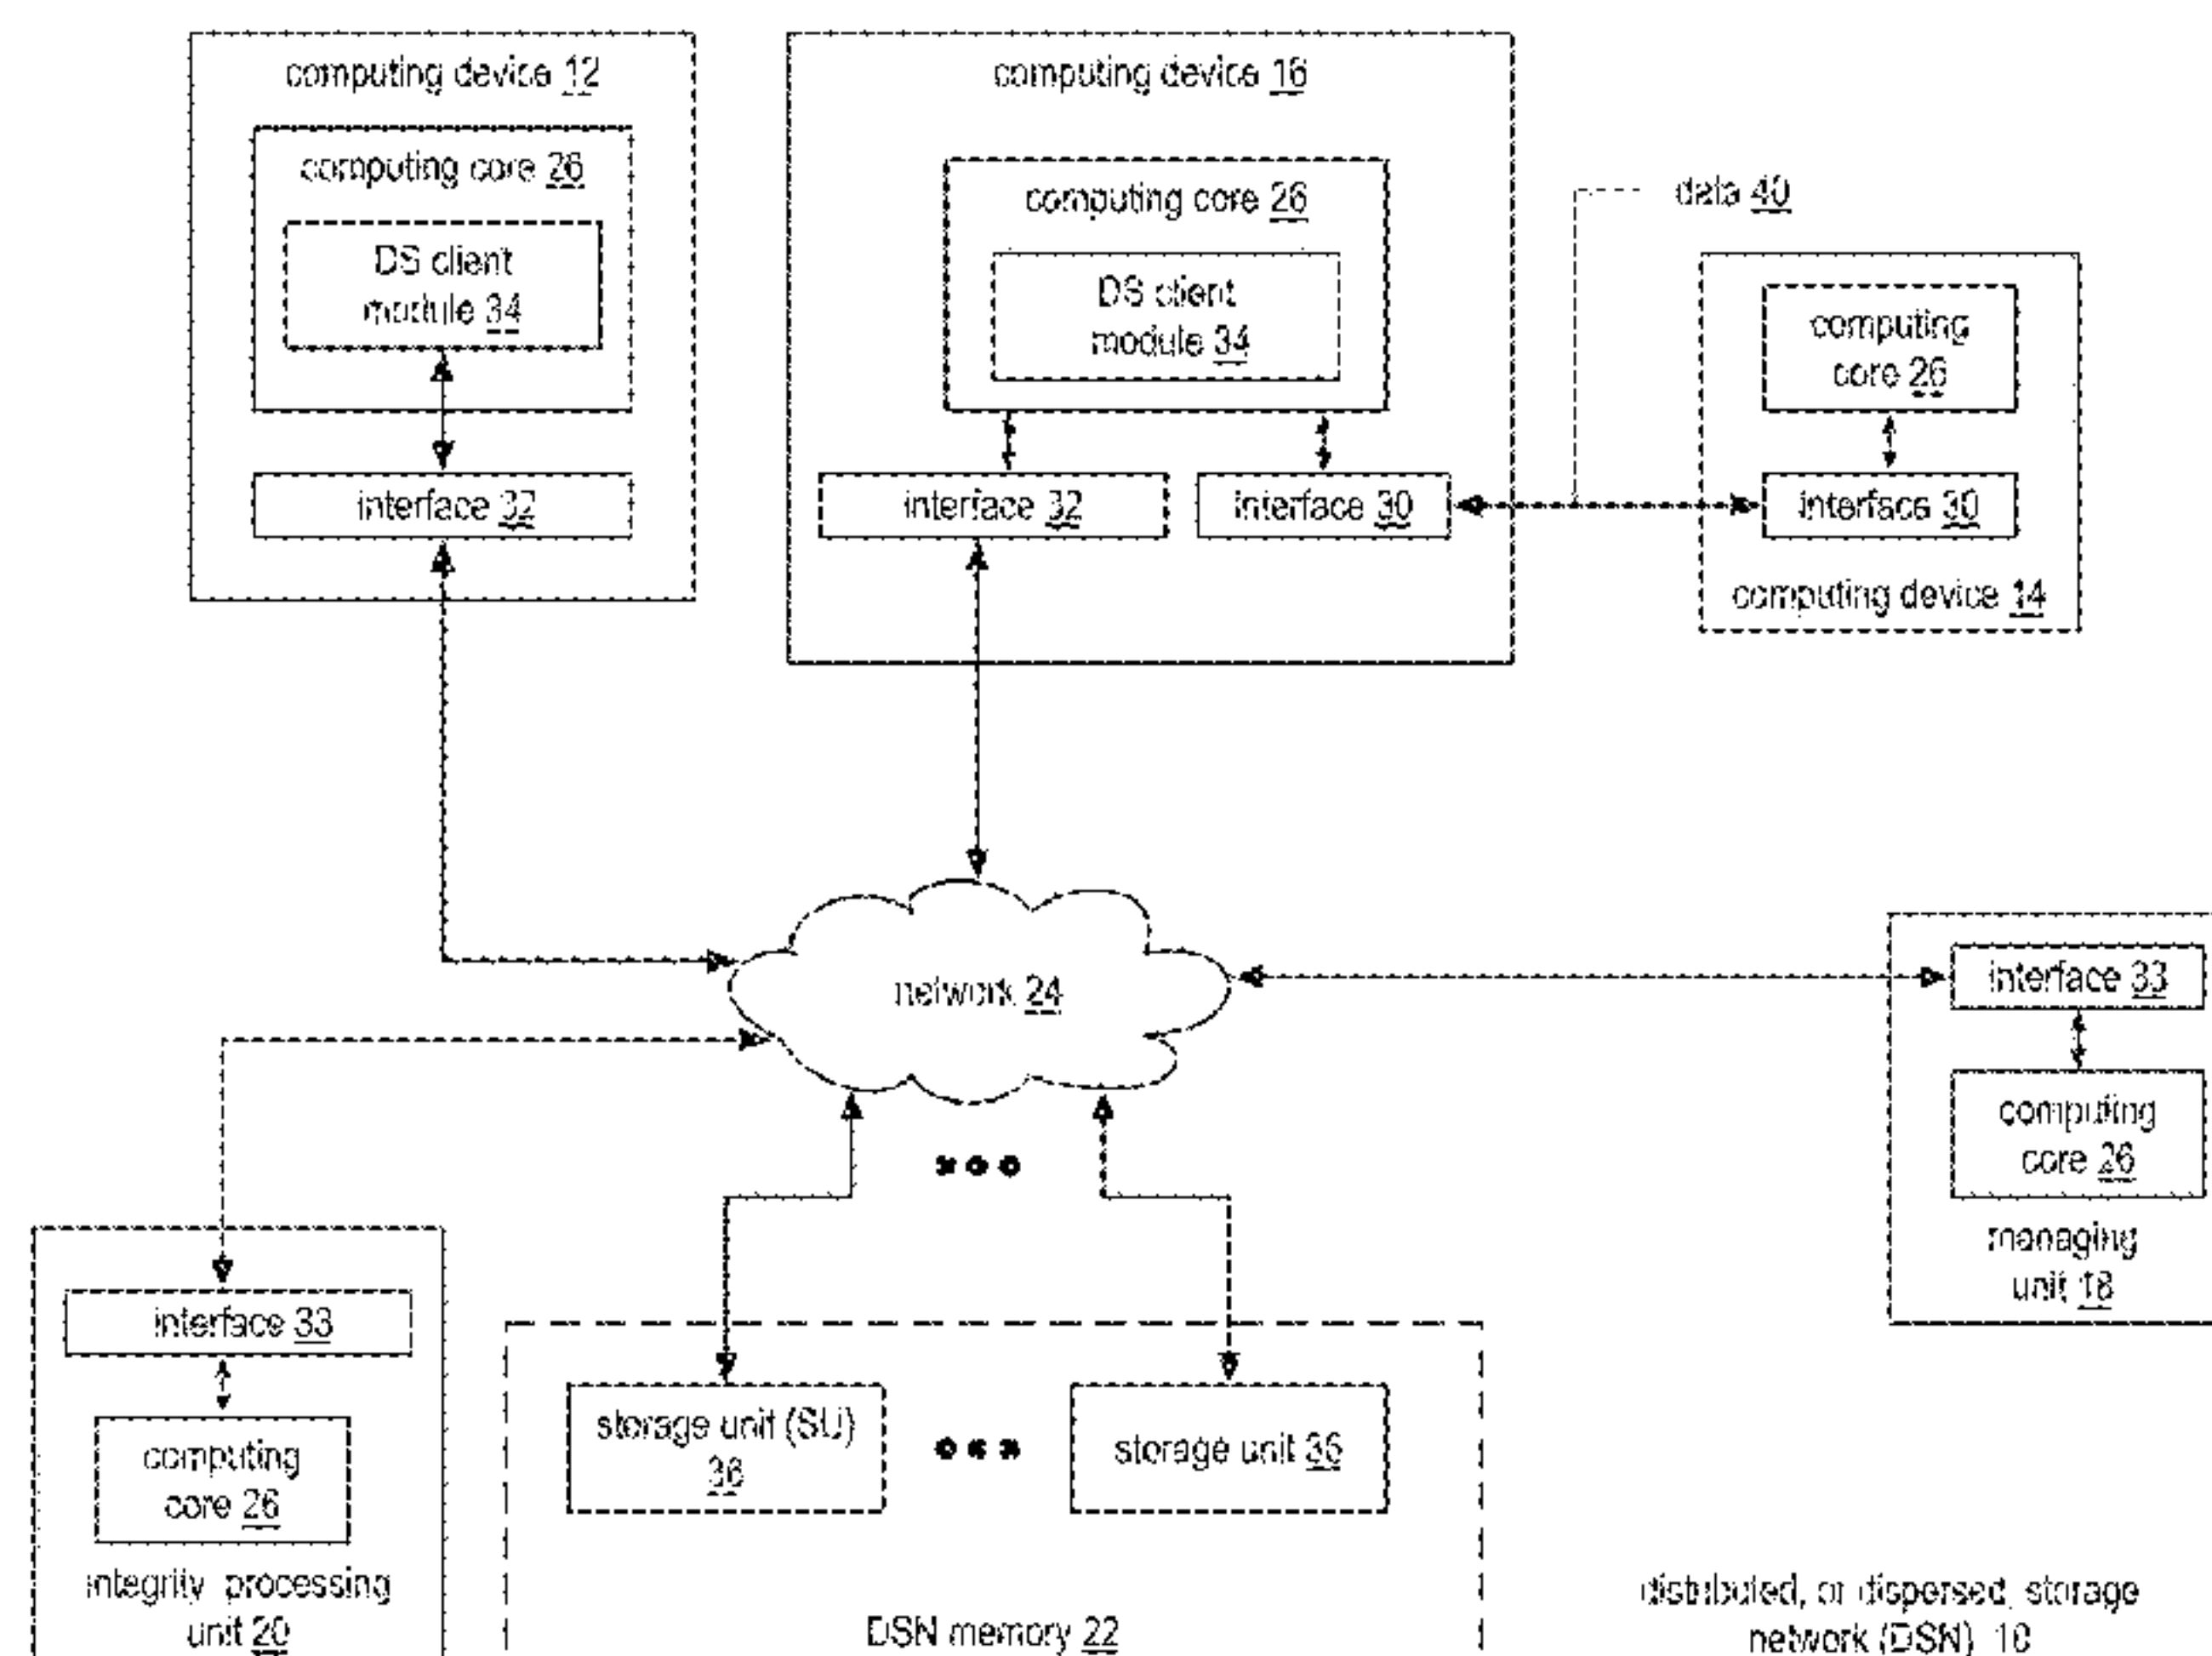 computing device 12
computing core 26
DS client
module 34
interface 32
computing device 16
computing core 26
DS client
module 34
interface 32
interface 30
data 40
computing
core 26
interface 30
computing device 14
network 24
interface 33
computing
core 26
managing
unit 18
interface 33
computing
core 26
integrity processing
unit 20
storage unit (SU)
36
storage unit 36
DSN memory 22
distributed, or dispersed, storage
network (DSN) 10